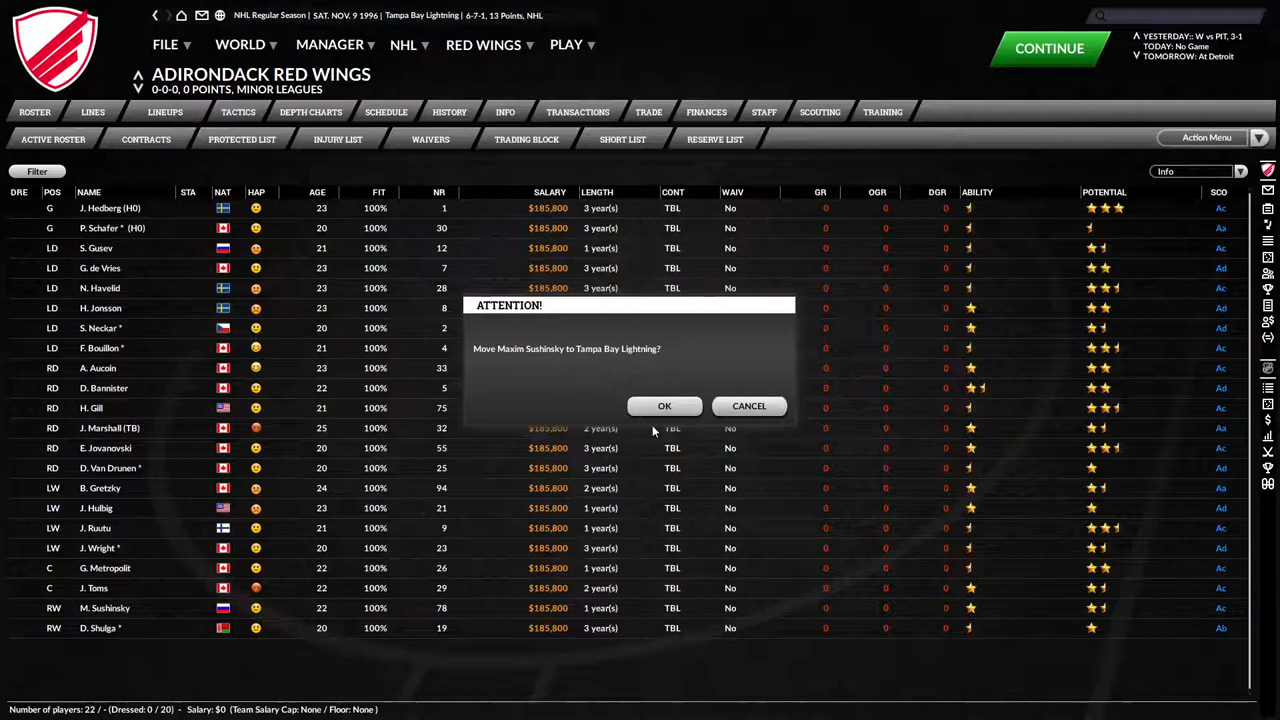 NHL Regular Season | SAT. NOV. 9 1996 | Tampa Bay Lightning | 6-7-1, 13 Points, NHL
FILE WORLD MANAGER NHL RED WINGS PLAY
CONTINUE
YESTERDAY:: W vs PIT, 3-1
TODAY: No Game
TOMORROW: At Detroit
ADIRONDACK RED WINGS
0-0-0, 0 POINTS, MINOR LEAGUES
ROSTER LINES LINEUPS TACTICS DEPTH CHARTS SCHEDULE HISTORY INFO TRANSACTIONS TRADE FINANCES STAFF SCOUTING TRAINING
ACTIVE ROSTER CONTRACTS PROTECTED LIST INJURY LIST WAIVERS TRADING BLOCK SHORT LIST RESERVE LIST Action Menu
Filter Info
DRE POS NAME STA NAT HAP AGE FIT NR SALARY LENGTH CONT WAIV GR OGR DGR ABILITY POTENTIAL SCO
G J. Hedberg (H0) 23 100% 1 $185,800 3 year(s) TBL No 0 0 0 Ac
G P. Schafer * (H0) 20 100% 30 $185,800 3 year(s) TBL No 0 0 0 Aa
LD S. Gusev 21 100% 12 $185,800 1 year(s) TBL No 0 0 0 Ac
LD G. de Vries 23 100% 7 $185,800 3 year(s) TBL No 0 0 0 Ad
LD N. Havelid 23 100% 28 $185,800 3 year(s) TBL No 0 0 0 Ac
LD H. Jonsson 23 100% 8 0 0 0 Ac
LD S. Neckar * 20 100% 2 0 0 0 Ac
LD F. Bouillon * 21 100% 4 0 0 0 Ac
RD A. Aucoin 23 100% 33 0 0 0 Ac
RD D. Bannister 22 100% 5 0 0 0 Ad
RD H. Gill 21 100% 75 0 0 0 Ac
RD J. Marshall (TB) 25 100% 32 $185,800 2 year(s) TBL No 0 0 0 Aa
RD E. Jovanovski 20 100% 55 $185,800 3 year(s) TBL No 0 0 0 Ac
RD D. Van Drunen * 20 100% 25 $185,800 3 year(s) TBL No 0 0 0 Ad
LW B. Gretzky 24 100% 94 $185,800 2 year(s) TBL No 0 0 0 Aa
LW J. Hulbig 23 100% 21 $185,800 1 year(s) TBL No 0 0 0 Ad
LW J. Ruutu 21 100% 9 $185,800 1 year(s) TBL No 0 0 0 Ac
LW J. Wright * 20 100% 23 $185,800 3 year(s) TBL No 0 0 0 Ad
C G. Metropolit 22 100% 26 $185,800 1 year(s) TBL No 0 0 0 Ac
C J. Toms 22 100% 29 $185,800 2 year(s) TBL No 0 0 0 Ac
RW M. Sushinsky 22 100% 78 $185,800 1 year(s) TBL No 0 0 0 Ac
RW D. Shulga * 20 100% 19 $185,800 3 year(s) TBL No 0 0 0 Ab
ATTENTION!
Move Maxim Sushinsky to Tampa Bay Lightning?
OK CANCEL
Number of players: 22 / - (Dressed: 0 / 20) - Salary: $0 (Team Salary Cap: None / Floor: None )